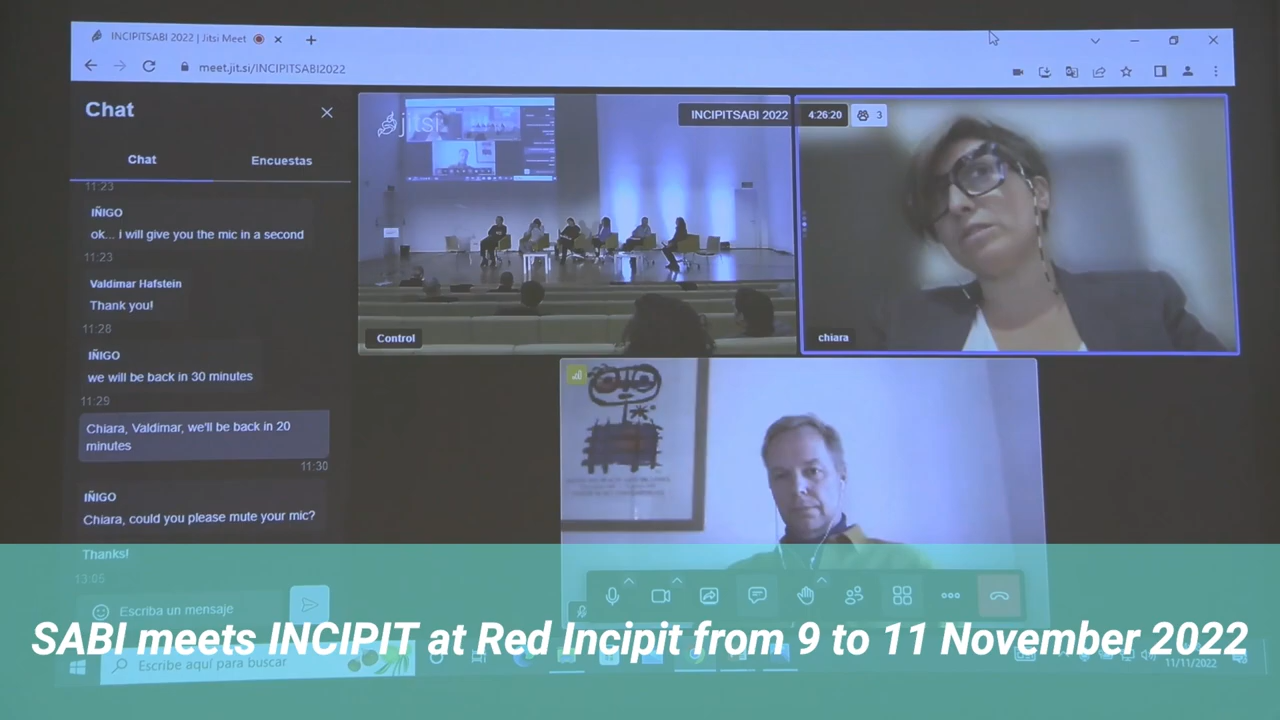 INCIPITSABI 2022 | Jitsi Meet
meet.jit.si/INCIPITSABI2022
Chat
Chat
Encuestas
11:23
IÑIGO
ok... i will give you the mic in a second
11:23
Valdimar Hafstein
Thank you!
11:28
IÑIGO
we will be back in 30 minutes
11:29
Chiara, Valdimar, we'll be back in 20
minutes
11:30
IÑIGO
Chiara, could you please mute your mic?
Thanks!
13:05
Escriba un mensaje
jitsi
INCIPITSABI 2022
4:26:20
3
Control
chiara
SABI meets INCIPIT at Red Incipit from 9 to 11 November 2022
Escribe aquí para buscar
11/11/2022